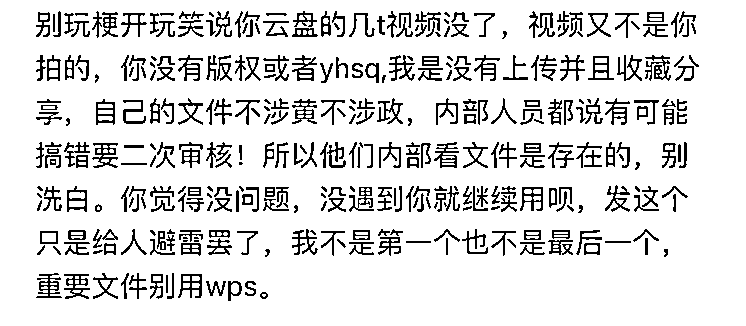 别玩梗开玩笑说你云盘的几t视频没了，视频又不是你
拍的，你没有版权或者yhsq,我是没有上传并且收藏分
享，自己的文件不涉黄不涉政，内部人员都说有可能
搞错要二次审核！所以他们内部看文件是存在的，别
洗白。你觉得没问题，没遇到你就继续用呗，发这个
只是给人避雷罢了，我不是第一个也不是最后一个，
重要文件别用wps。